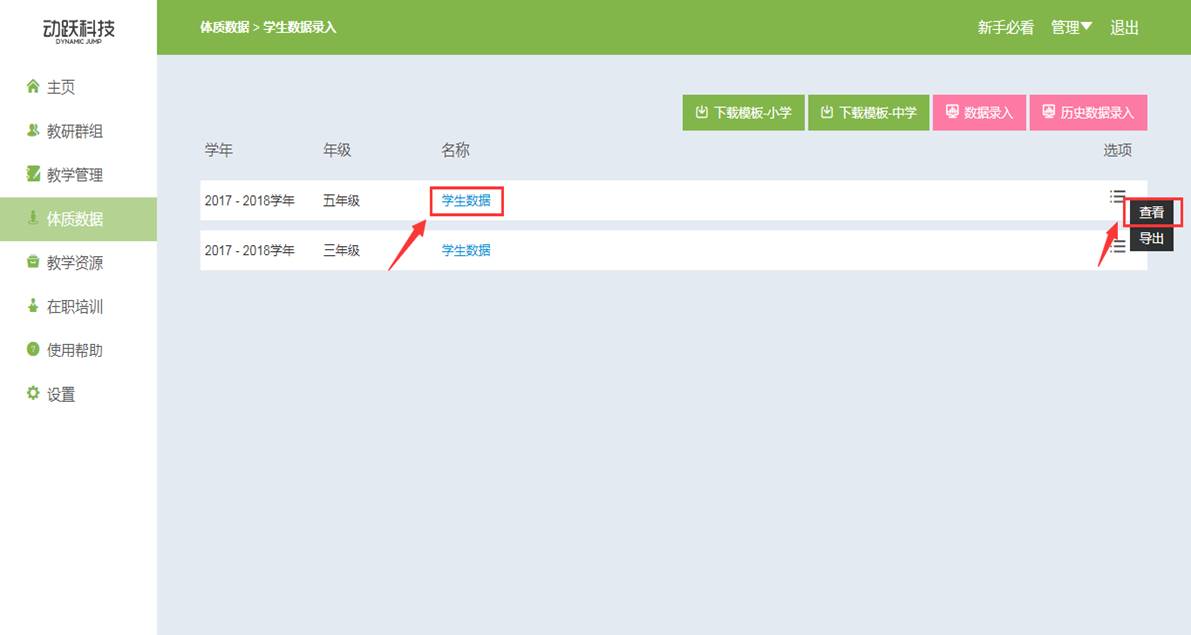 动跃科技
DYNAMIC JUMP
体质数据 > 学生数据录入
新手必看 管理 退出
主页
教研群组
教学管理
体质数据
教学资源
在职培训
使用帮助
设置
下载模板-小学 下载模板-中学 数据录入 历史数据录入
学年 年级 名称 选项
2017 - 2018学年 五年级 学生数据
查看
导出
2017 - 2018学年 三年级 学生数据